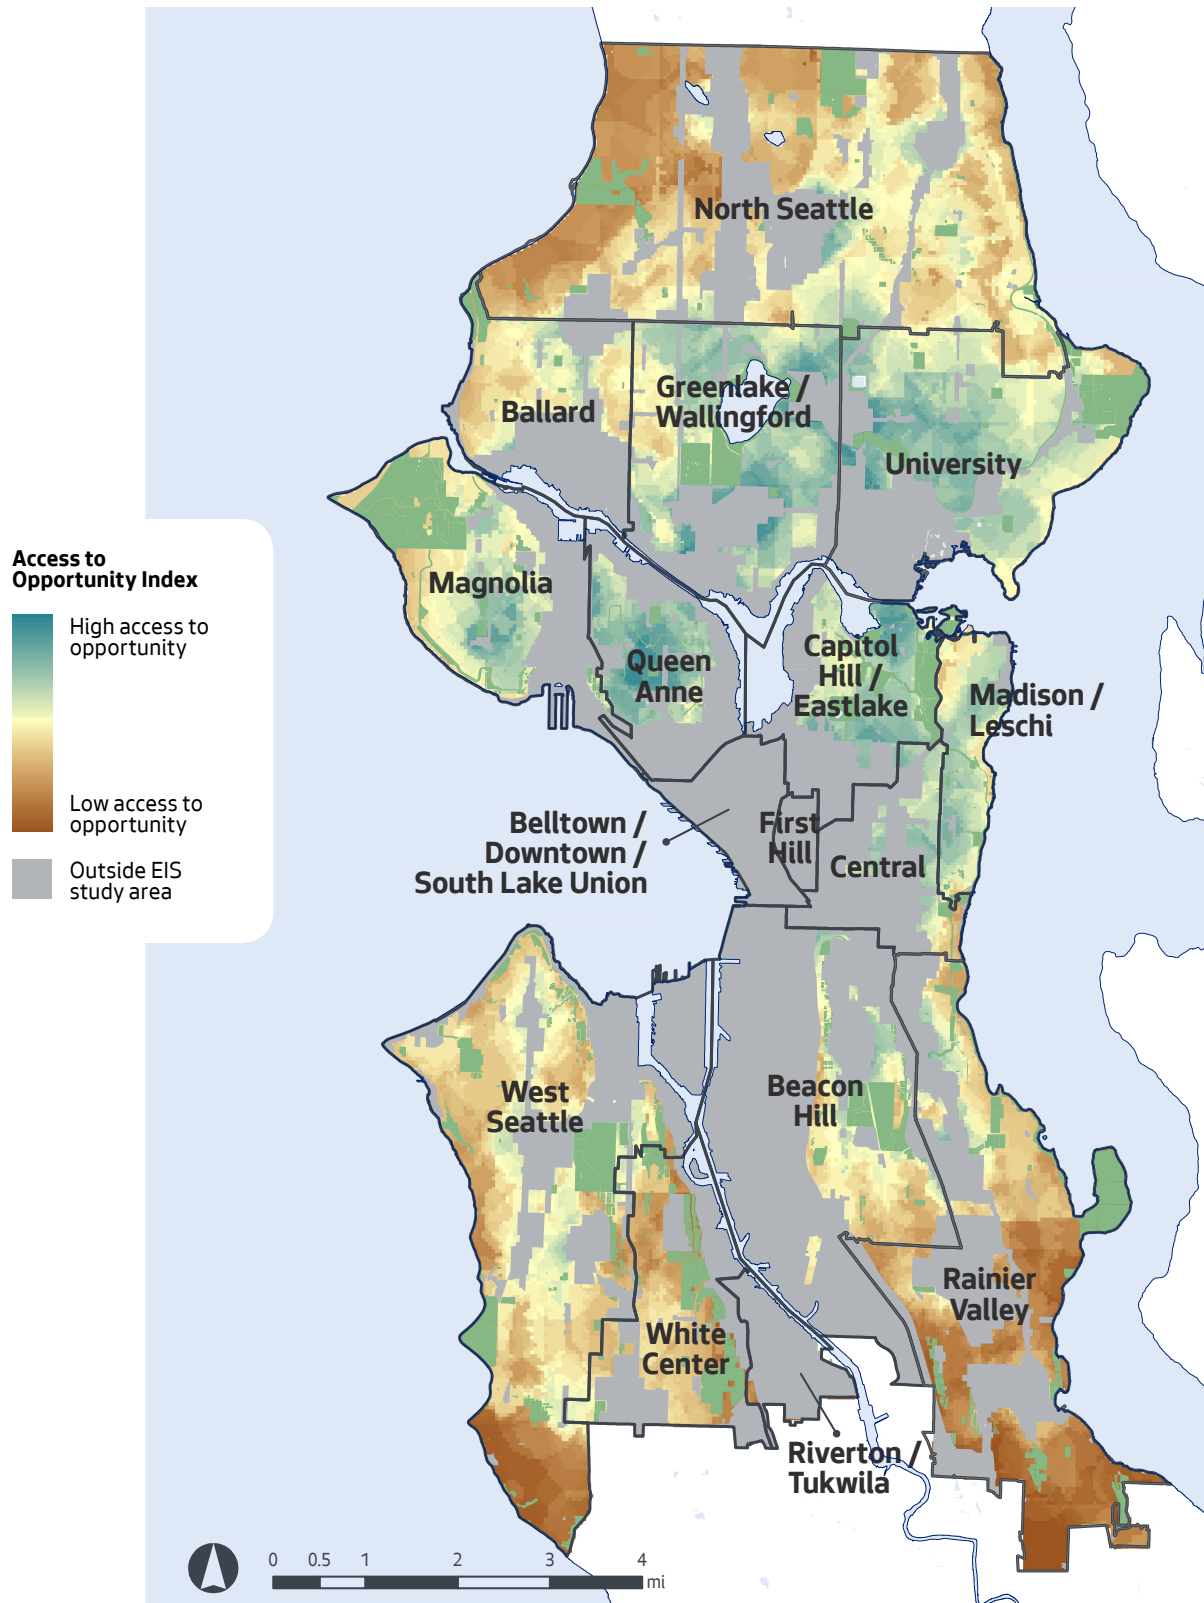 North Seattle
Greenlake /
Wallingford
Ballard
University
Access to
Opportunity Index
High access to
opportunity
Low access to
opportunity
Outside EIS
study area
Magnolia
Queen
Anne
Capitol
Hill /
Eastlake
Madison /
Leschi
Belltown /
Downtown /
South Lake Union
First
Hill
Central
West
Seattle
Beacon
Hill
Rainier
Valley
White
Center
Riverton /
Tukwila
0 0.5 1 2 3 4
mi